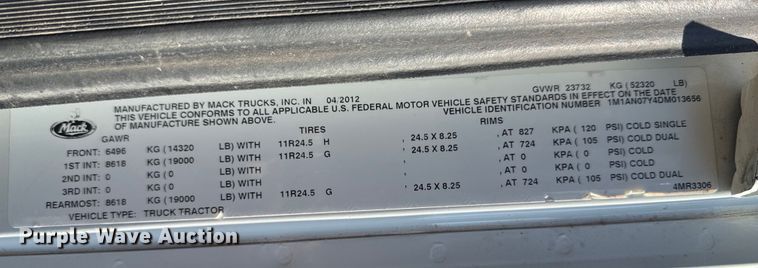 MANUFACTURED BY MACK TRUCKS, INC. IN 04/2012 GVWR 23732 KG (52320 LB)
THIS VEHICLE CONFORMS TO ALL APPLICABLE U.S. FEDERAL MOTOR VEHICLE SAFETY STANDARDS IN EFFECT ON THE DATE
OF MANUFACTURE SHOWN ABOVE. VEHICLE IDENTIFICATION NUMBER 1M1AN07Y4DM013656
Mack
GAWR TIRES RIMS
FRONT: 6496 KG (14320 LB) WITH 11R24.5 H , 24.5 X 8.25 , AT 827 KPA (120 PSI) COLD SINGLE
1ST INT: 8618 KG (19000 LB) WITH 11R24.5 G , 24.5 X 8.25 , AT 724 KPA (105 PSI) COLD DUAL
2ND INT: 0 KG (0 LB) WITH , , AT 0 KPA (0 PSI) COLD
3RD INT: 0 KG (0 LB) WITH , , AT 0 KPA (0 PSI) COLD
REARMOST: 8618 KG (19000 LB) WITH 11R24.5 G , 24.5 X 8.25 , AT 724 KPA (105 PSI) COLD DUAL
VEHICLE TYPE: TRUCK TRACTOR 4MR3306
Purple Wave Auction